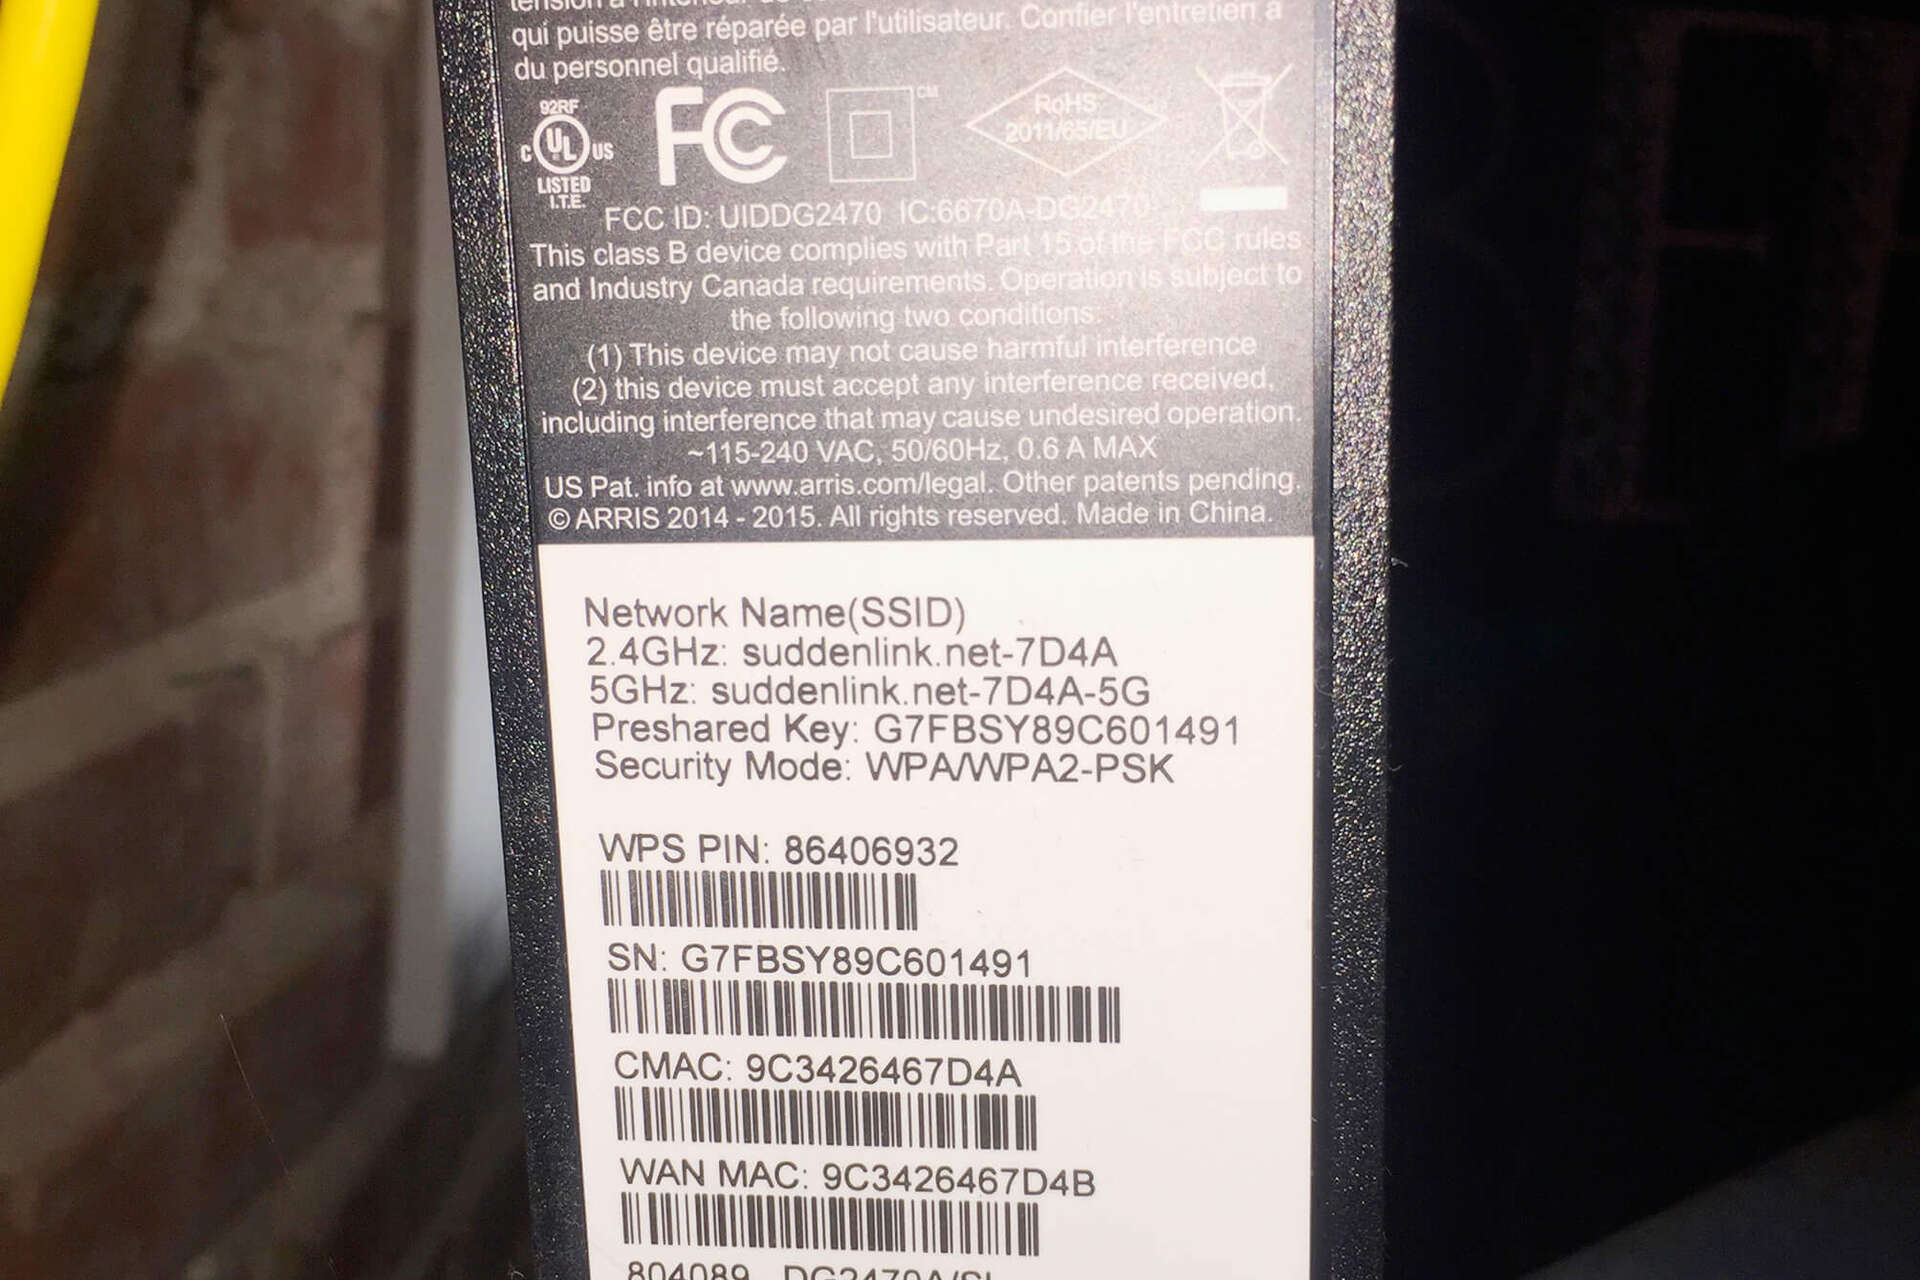 qui puisse être réparée par l'utilisateur. Confier l'entretien à
du personnel qualifié.
92RF
C UL US
LISTED
I.T.E.
FC
CM
RoHS
2011/65/EU
FCC ID: UIDDG2470 IC:6670A-DG2470
This class B device complies with Part 15 of the FCC rules
and Industry Canada requirements. Operation is subject to
the following two conditions:
(1) This device may not cause harmful interference
(2) this device must accept any interference received,
including interference that may cause undesired operation.
~115-240 VAC, 50/60Hz, 0.6 A MAX
US Pat. info at www.arris.com/legal. Other patents pending.
© ARRIS 2014 - 2015. All rights reserved. Made in China.
Network Name(SSID)
2.4GHz: suddenlink.net-7D4A
5GHz: suddenlink.net-7D4A-5G
Preshared Key: G7FBSY89C601491
Security Mode: WPA/WPA2-PSK
WPS PIN: 86406932
SN: G7FBSY89C601491
CMAC: 9C3426467D4A
WAN MAC: 9C3426467D4B
804089 DG2470A/SL